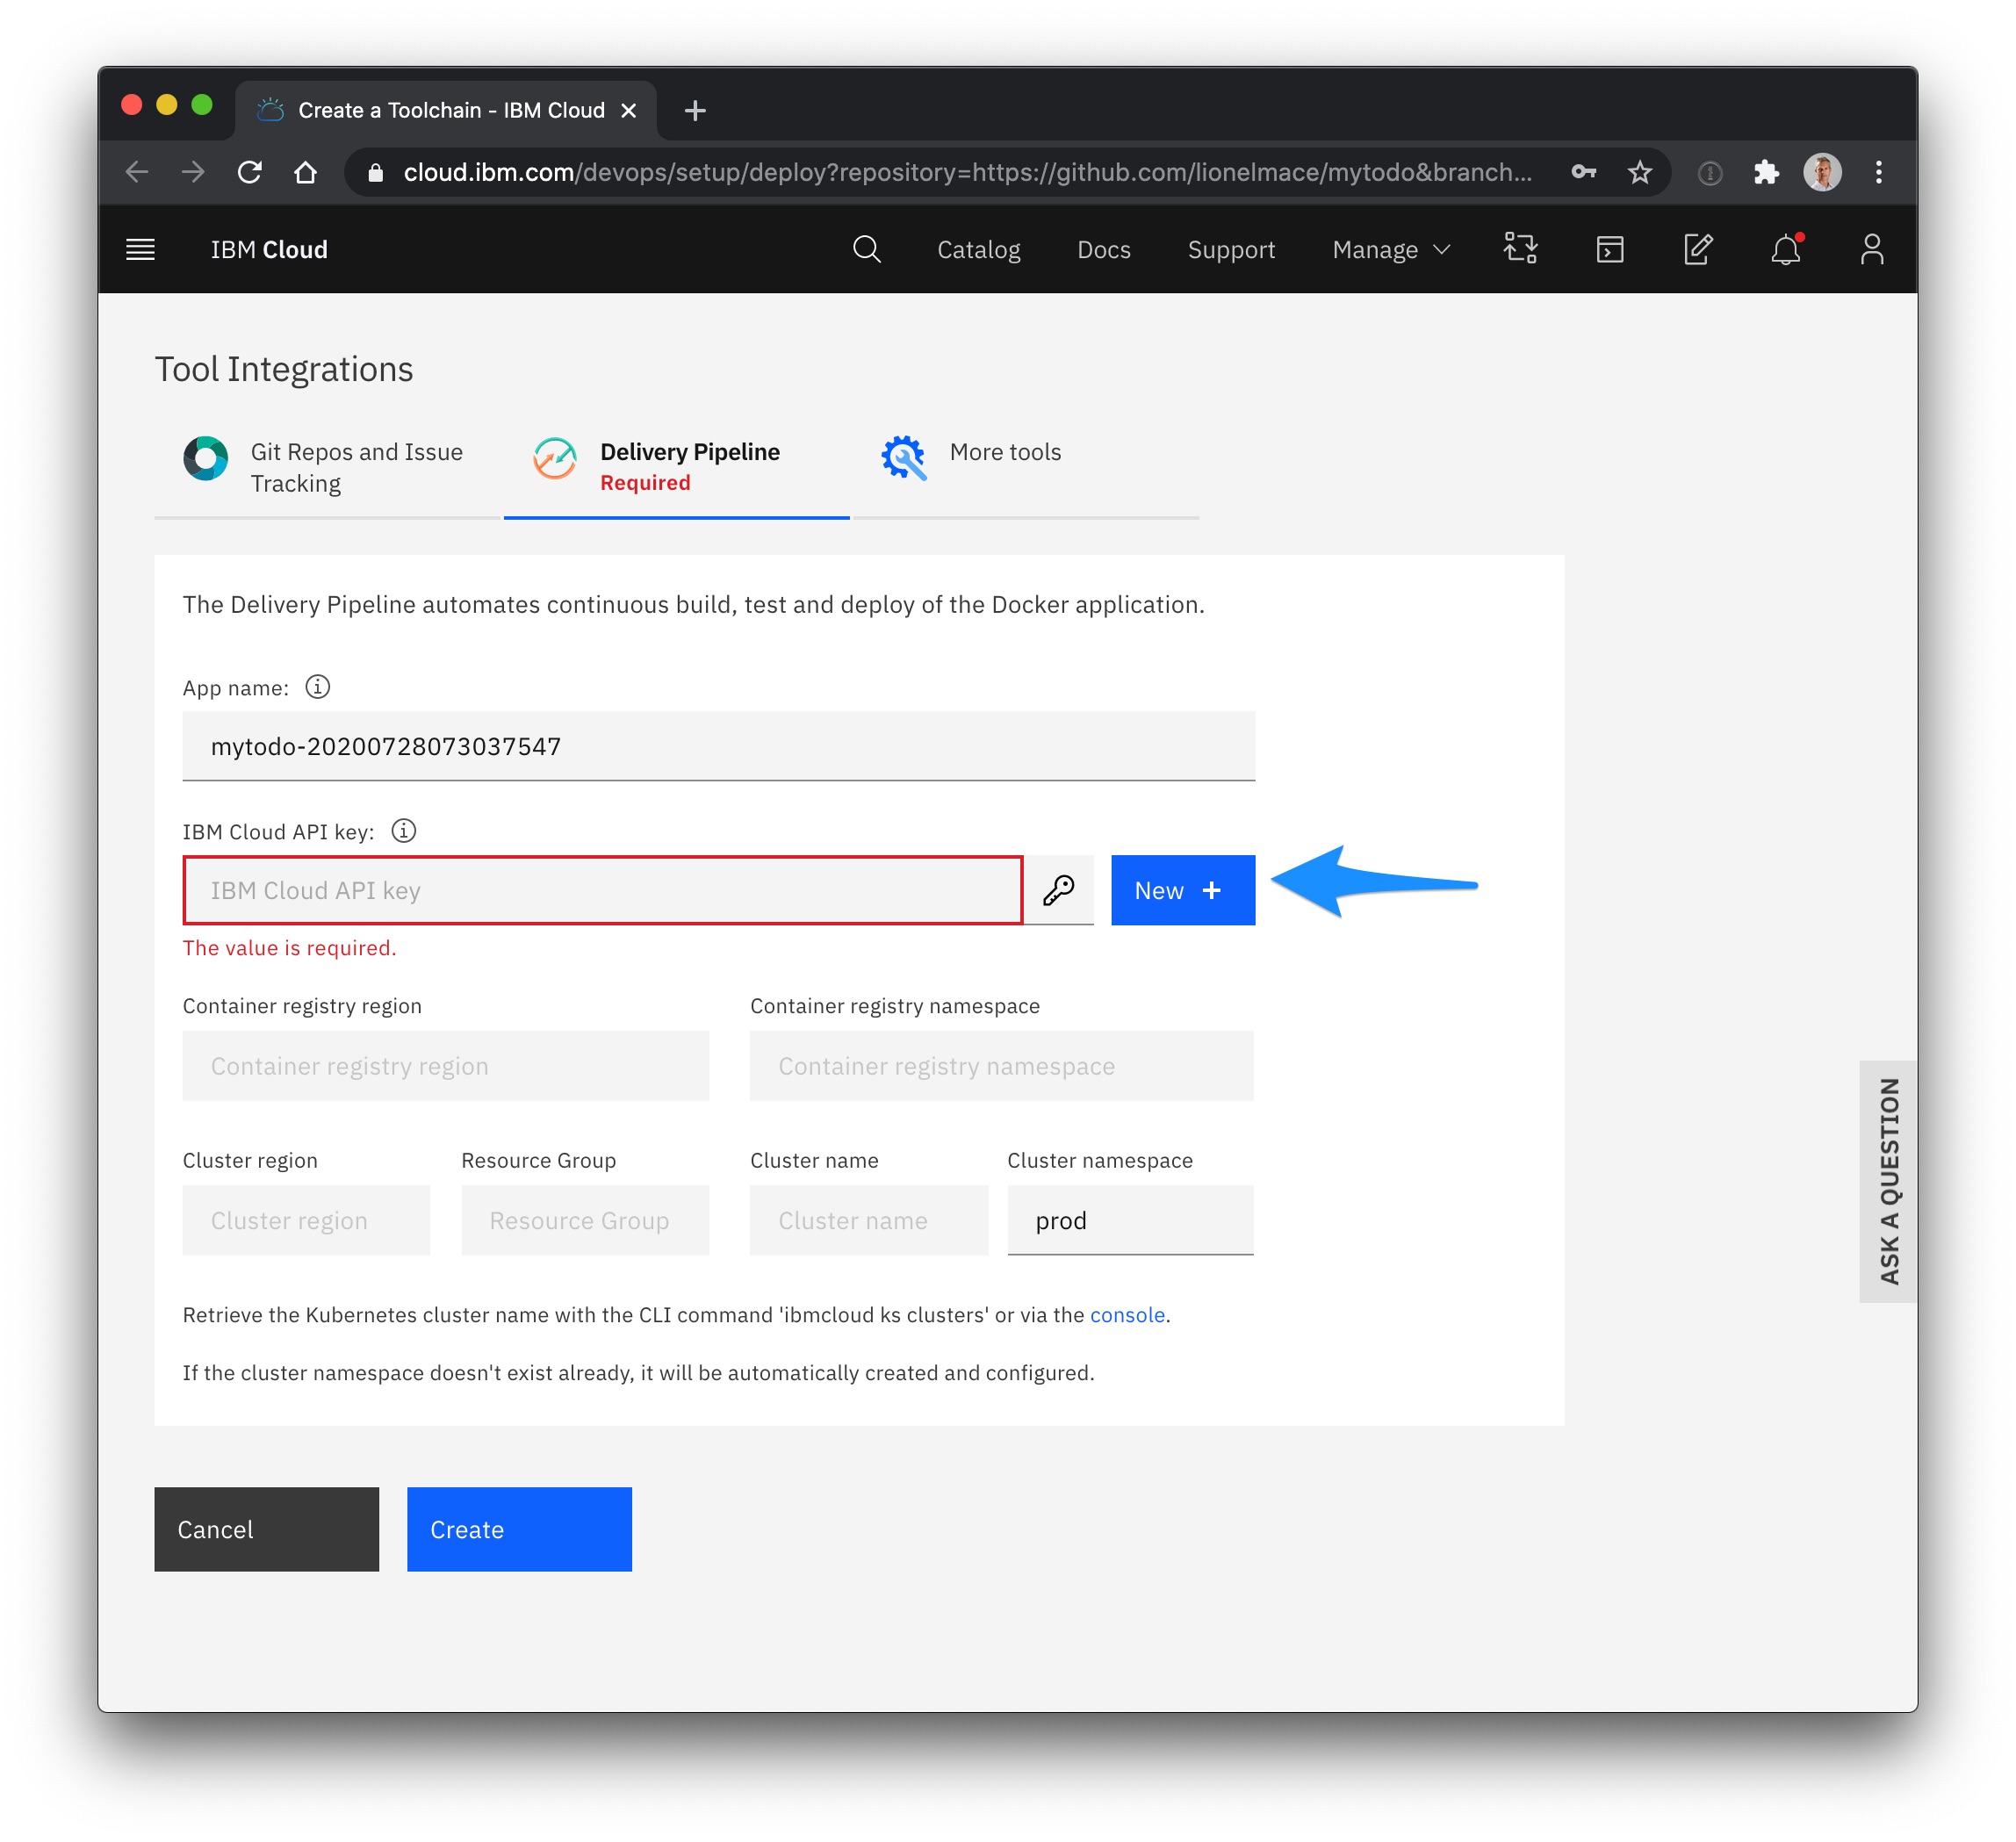 Create a Toolchain - IBM Cloud
cloud.ibm.com/devops/setup/deploy?repository=https://github.com/lionelmace/mytodo&branch...
IBM Cloud
Catalog
Docs
Support
Manage
Tool Integrations
Git Repos and Issue
Tracking
Delivery Pipeline
Required
More tools
The Delivery Pipeline automates continuous build, test and deploy of the Docker application.
App name:
mytodo-20200728073037547
IBM Cloud API key:
IBM Cloud API key
New +
The value is required.
Container registry region
Container registry namespace
Container registry region
Container registry namespace
Cluster region
Resource Group
Cluster name
Cluster namespace
Cluster region
Resource Group
Cluster name
prod
Retrieve the Kubernetes cluster name with the CLI command 'ibmcloud ks clusters' or via the console.
If the cluster namespace doesn't exist already, it will be automatically created and configured.
ASK A QUESTION
Cancel
Create